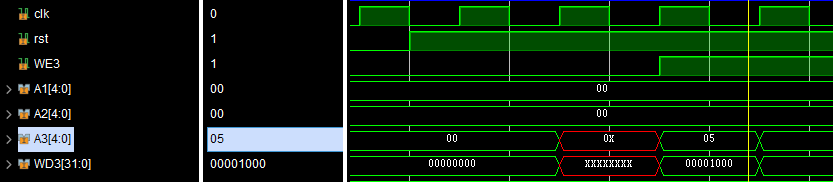 clk 0
rst 1
WE3 1
A1[4:0] 00 00
A2[4:0] 00 00
A3[4:0] 05 00 0x 05
WD3[31:0] 00001000 00000000 XXXXXXXX 00001000